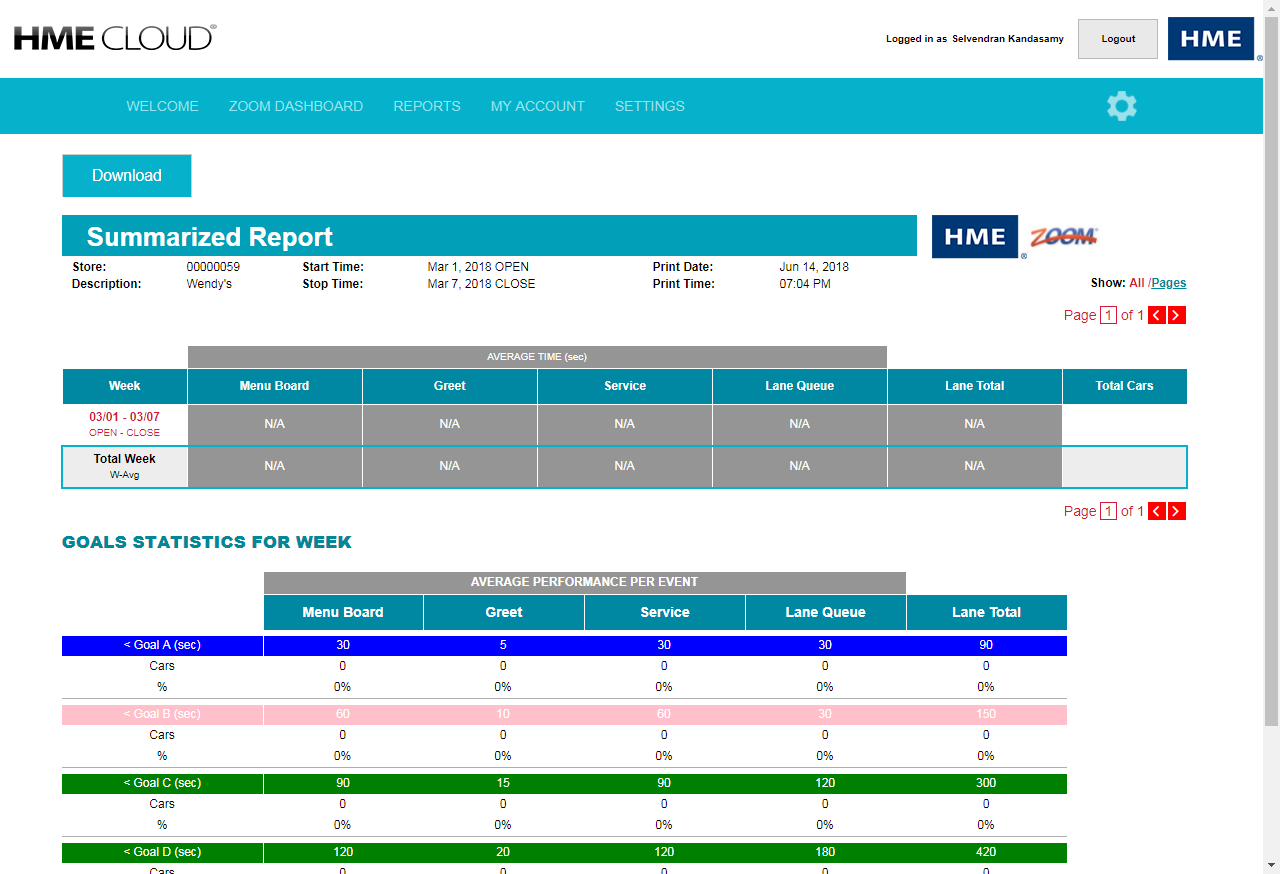 HME CLOUD®
Logged in as Selvendran Kandasamy
Logout
HME®
WELCOME ZOOM DASHBOARD REPORTS MY ACCOUNT SETTINGS
Download
Summarized Report
HME® ZOOM
Store: 00000059 Start Time: Mar 1, 2018 OPEN Print Date: Jun 14, 2018
Description: Wendy's Stop Time: Mar 7, 2018 CLOSE Print Time: 07:04 PM
Show: All /Pages
Page 1 of 1 < >
AVERAGE TIME (sec)
Week Menu Board Greet Service Lane Queue Lane Total Total Cars
03/01 - 03/07
OPEN - CLOSE
N/A N/A N/A N/A N/A
Total Week
W-Avg
N/A N/A N/A N/A N/A
Page 1 of 1 < >
GOALS STATISTICS FOR WEEK
AVERAGE PERFORMANCE PER EVENT
Menu Board Greet Service Lane Queue Lane Total
< Goal A (sec) 30 5 30 30 90
Cars 0 0 0 0 0
% 0% 0% 0% 0% 0%
< Goal B (sec) 60 10 60 30 150
Cars 0 0 0 0 0
% 0% 0% 0% 0% 0%
< Goal C (sec) 90 15 90 120 300
Cars 0 0 0 0 0
% 0% 0% 0% 0% 0%
< Goal D (sec) 120 20 120 180 420
Cars 0 0 0 0 0